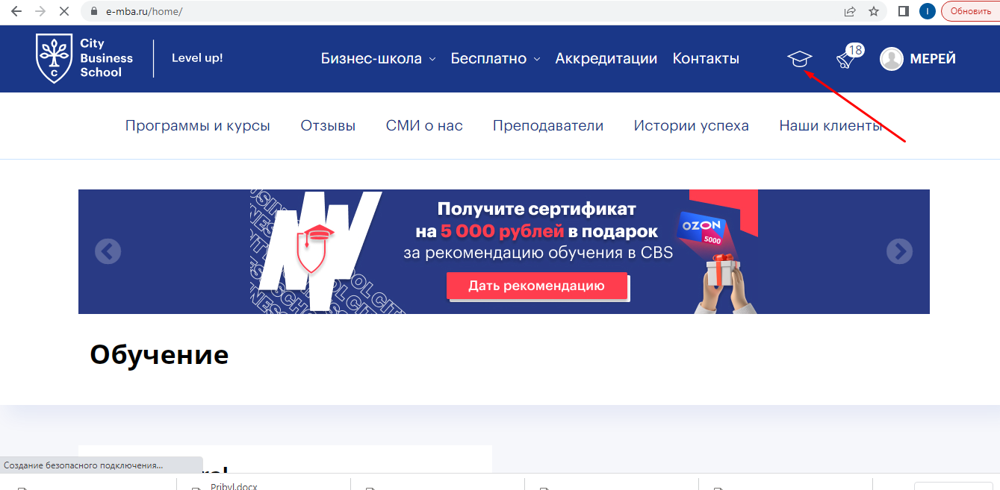 e-mba.ru/home/
I
Обновить
City
Business
School
C
Level up!
Бизнес-школа
Бесплатно
Аккредитации
Контакты
18
МЕРЕЙ
Программы и курсы
Отзывы
СМИ о нас
Преподаватели
Истории успеха
Наши клиенты
Получите сертификат
на 5 000 рублей в подарок
за рекомендацию обучения в CBS
Дать рекомендацию
OZON
5000
Обучение
Создание безопасного подключения...
Pribyl.docx